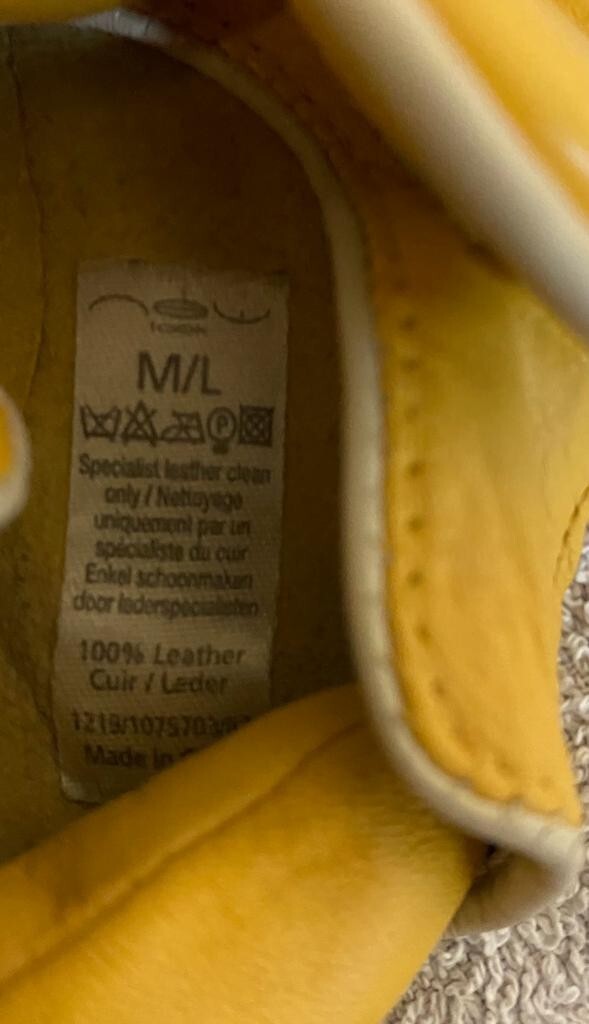 M/L
P
Specialist leather clean
only / Nettoyage
uniquement par un
spécialiste du cuir
Enkel schoonmaken
door lederspecialisten
100% Leather
Cuir / Leder
Made in